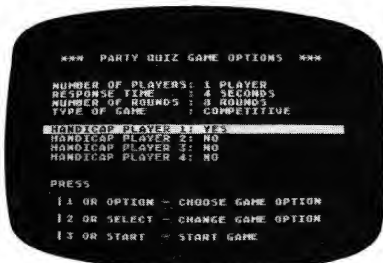 *** PARTY QUIZ GAME OPTIONS ***
NUMBER OF PLAYERS: 1 PLAYER
RESPONSE TIME : 4 SECONDS
NUMBER OF ROUNDS : 3 ROUNDS
TYPE OF GAME : COMPETITIVE
HANDICAP PLAYER 1: YES
HANDICAP PLAYER 2: NO
HANDICAP PLAYER 3: NO
HANDICAP PLAYER 4: NO
PRESS
1 OR OPTION - CHOOSE GAME OPTION
2 OR SELECT - CHANGE GAME OPTION
3 OR START - START GAME